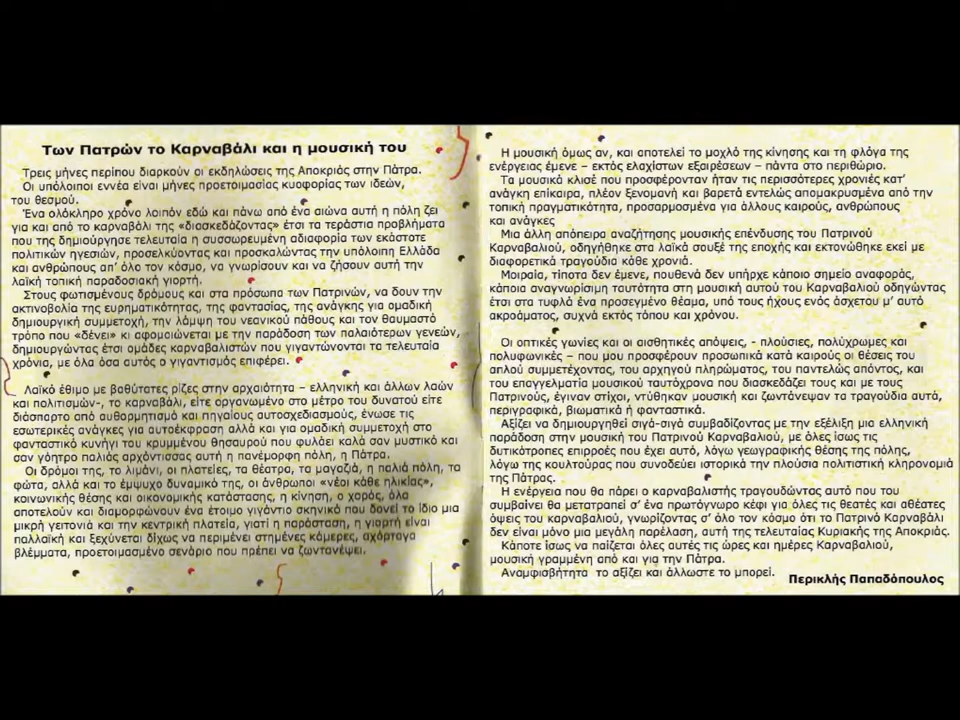 Των Πατρών το Καρναβάλι και η μουσική του
Τρεις μήνες περίπου διαρκούν οι εκδηλώσεις της Αποκριάς στην Πάτρα.
Οι υπόλοιποι εννέα είναι μήνες προετοιμασίας κυοφορίας των ιδεών,
του θεσμού.
Ένα ολόκληρο χρόνο λοιπόν εδώ και πάνω από ένα αιώνα αυτή η πόλη ζει
για και από το καρναβάλι της «διασκεδάζοντας» έτσι τα τεράστια προβλήματα
που της δημιούργησε τελευταία η συσσωρευμένη αδιαφορία των εκάστοτε
πολιτικών ηγεσιών, προσελκύοντας και προσκαλώντας την υπόλοιπη Ελλάδα
και ανθρώπους απ' όλο τον κόσμο, να γνωρίσουν και να ζήσουν αυτή την
λαϊκή τοπική παραδοσιακή γιορτή.
Στους φωτισμένους δρόμους και στα πρόσωπα των Πατρινών, να δουν την
ακτινοβολία της ευρηματικότητας, της φαντασίας, της ανάγκης για ομαδική
δημιουργική συμμετοχή, την λάμψη του νεανικού πάθους και τον θαυμαστό
τρόπο που «δένει» κι αφομοιώνεται με την παράδοση των παλαιότερων γενεών,
δημιουργώντας έτσι ομάδες καρναβαλιστών που γιγαντώνονται τα τελευταία
χρόνια, με όλα όσα αυτός ο γιγαντισμός επιφέρει.
Λαϊκό έθιμο με βαθύτατες ρίζες στην αρχαιότητα – ελληνική και άλλων λαών
και πολιτισμών-, το καρναβάλι, είτε οργανωμένο στο μέτρο του δυνατού είτε
διάσπαρτο από αυθορμητισμό και πηγαίους αυτοσχεδιασμούς, ένωσε τις
εσωτερικές ανάγκες για αυτοέκφραση αλλά και για ομαδική συμμετοχή στο
φανταστικό κυνήγι του κρυμμένου θησαυρού που φυλάει καλά σαν μυστικό και
σαν γόητρο παλιάς αρχόντισσας αυτή η πανέμορφη πόλη, η Πάτρα.
Οι δρόμοι της, το λιμάνι, οι πλατείες, τα θέατρα, τα μαγαζιά, η παλιά πόλη, τα
φώτα, αλλά και το έμψυχο δυναμικό της, οι άνθρωποι «νέοι κάθε ηλικίας»,
κοινωνικής θέσης και οικονομικής κατάστασης, η κίνηση, ο χορός, όλα
αποτελούν και διαμορφώνουν ένα έτοιμο γιγάντιο σκηνικό που δονεί το ίδιο μια
μικρή γειτονιά και την κεντρική πλατεία, γιατί η παράσταση, η γιορτή είναι
παλλαϊκή και ξεχύνεται δίχως να περιμένει στημένες κάμερες, αχόρταγα
βλέμματα, προετοιμασμένο σενάριο που πρέπει να ζωντανέψει.
Η μουσική όμως αν, και αποτελεί το μοχλό της κίνησης και τη φλόγα της
ενέργειας έμενε – εκτός ελαχίστων εξαιρέσεων – πάντα στο περιθώριο.
Τα μουσικά κλισέ που προσφέρονταν ήταν τις περισσότερες χρονιές κατ'
ανάγκη επίκαιρα, πλέον ξενομανή και βαρετά εντελώς απομακρυσμένα από την
τοπική πραγματικότητα, προσαρμοσμένα για άλλους καιρούς, ανθρώπους
και ανάγκες
Μια άλλη απόπειρα αναζήτησης μουσικής επένδυσης του Πατρινού
Καρναβαλιού, οδηγήθηκε στα λαϊκά σουξέ της εποχής και εκτονώθηκε εκεί με
διαφορετικά τραγούδια κάθε χρονιά.
Μοιραία, τίποτα δεν έμενε, πουθενά δεν υπήρχε κάποιο σημείο αναφοράς,
κάποια αναγνωρίσιμη ταυτότητα στη μουσική αυτού του Καρναβαλιού οδηγώντας
έτσι στα τυφλά ένα προσεγμένο θέαμα, υπό τους ήχους ενός άσχετου μ' αυτό
ακροάματος, συχνά εκτός τόπου και χρόνου.
Οι οπτικές γωνίες και οι αισθητικές απόψεις, - πλούσιες, πολύχρωμες και
πολυφωνικές – που μου προσφέρουν προσωπικά κατά καιρούς οι θέσεις του
απλού συμμετέχοντας, του αρχηγού πληρώματος, του παντελώς απόντος, και
του επαγγελματία μουσικού ταυτόχρονα που διασκεδάζει τους και με τους
Πατρινούς, έγιναν στίχοι, ντύθηκαν μουσική και ζωντάνεψαν τα τραγούδια αυτά,
περιγραφικά, βιωματικά ή φανταστικά.
Αξίζει να δημιουργηθεί σιγά-σιγά συμβαδίζοντας με την εξέλιξη μια ελληνική
παράδοση στην μουσική του Πατρινού Καρναβαλιού, με όλες ίσως τις
δυτικότροπες επιρροές που έχει αυτό, λόγω γεωγραφικής θέσης της πόλης,
λόγω της κουλτούρας που συνοδεύει ιστορικά την πλούσια πολιτιστική κληρονομιά
της Πάτρας.
Η ενέργεια που θα πάρει ο καρναβαλιστής τραγουδώντας αυτό που του
συμβαίνει θα μετατραπεί σ' ένα πρωτόγνωρο κέφι για όλες τις θεατές και αθέατες
όψεις του καρναβαλιού, γνωρίζοντας σ' όλο τον κόσμο ότι το Πατρινό Καρναβάλι
δεν είναι μόνο μια μεγάλη παρέλαση, αυτή της τελευταίας Κυριακής της Αποκριάς.
Κάποτε ίσως να παίζεται όλες αυτές τις ώρες και ημέρες Καρναβαλιού,
μουσική γραμμένη από και για την Πάτρα.
Αναμφισβήτητα το αξίζει και άλλωστε το μπορεί.
Περικλής Παπαδόπουλος